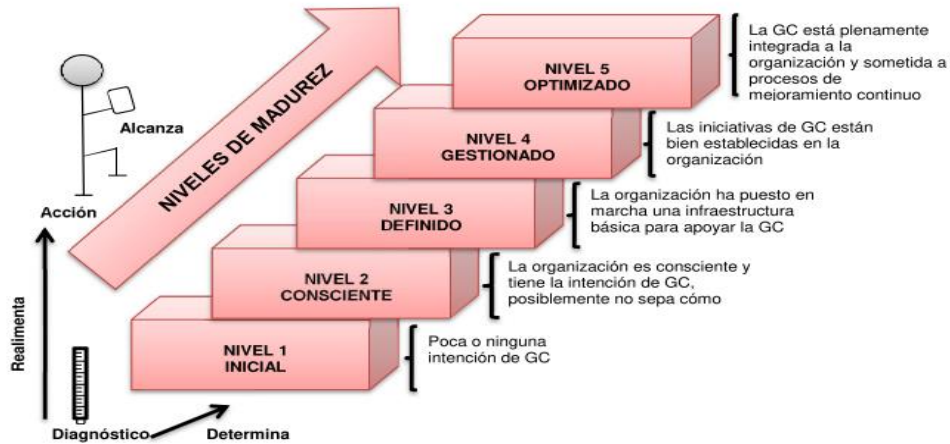 NIVELES DE MADUREZ
Alcanza
Acción
Realimenta
Diagnóstico
Determina
NIVEL 5
OPTIMIZADO
La GC está plenamente
integrada a la
organización y sometida a
procesos de
mejoramiento continuo
NIVEL 4
GESTIONADO
Las iniciativas de GC están
bien establecidas en la
organización
NIVEL 3
DEFINIDO
La organización ha puesto en
marcha una infraestructura
básica para apoyar la GC
NIVEL 2
CONSCIENTE
La organización es consciente y
tiene la intención de GC,
posiblemente no sepa cómo
NIVEL 1
INICIAL
Poca o ninguna
intención de GC